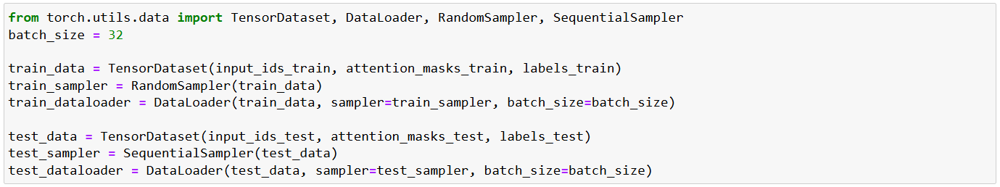 from torch.utils.data import TensorDataset, DataLoader, RandomSampler, SequentialSampler
batch_size = 32
train_data = TensorDataset(input_ids_train, attention_masks_train, labels_train)
train_sampler = RandomSampler(train_data)
train_dataloader = DataLoader(train_data, sampler=train_sampler, batch_size=batch_size)
test_data = TensorDataset(input_ids_test, attention_masks_test, labels_test)
test_sampler = SequentialSampler(test_data)
test_dataloader = DataLoader(test_data, sampler=test_sampler, batch_size=batch_size)